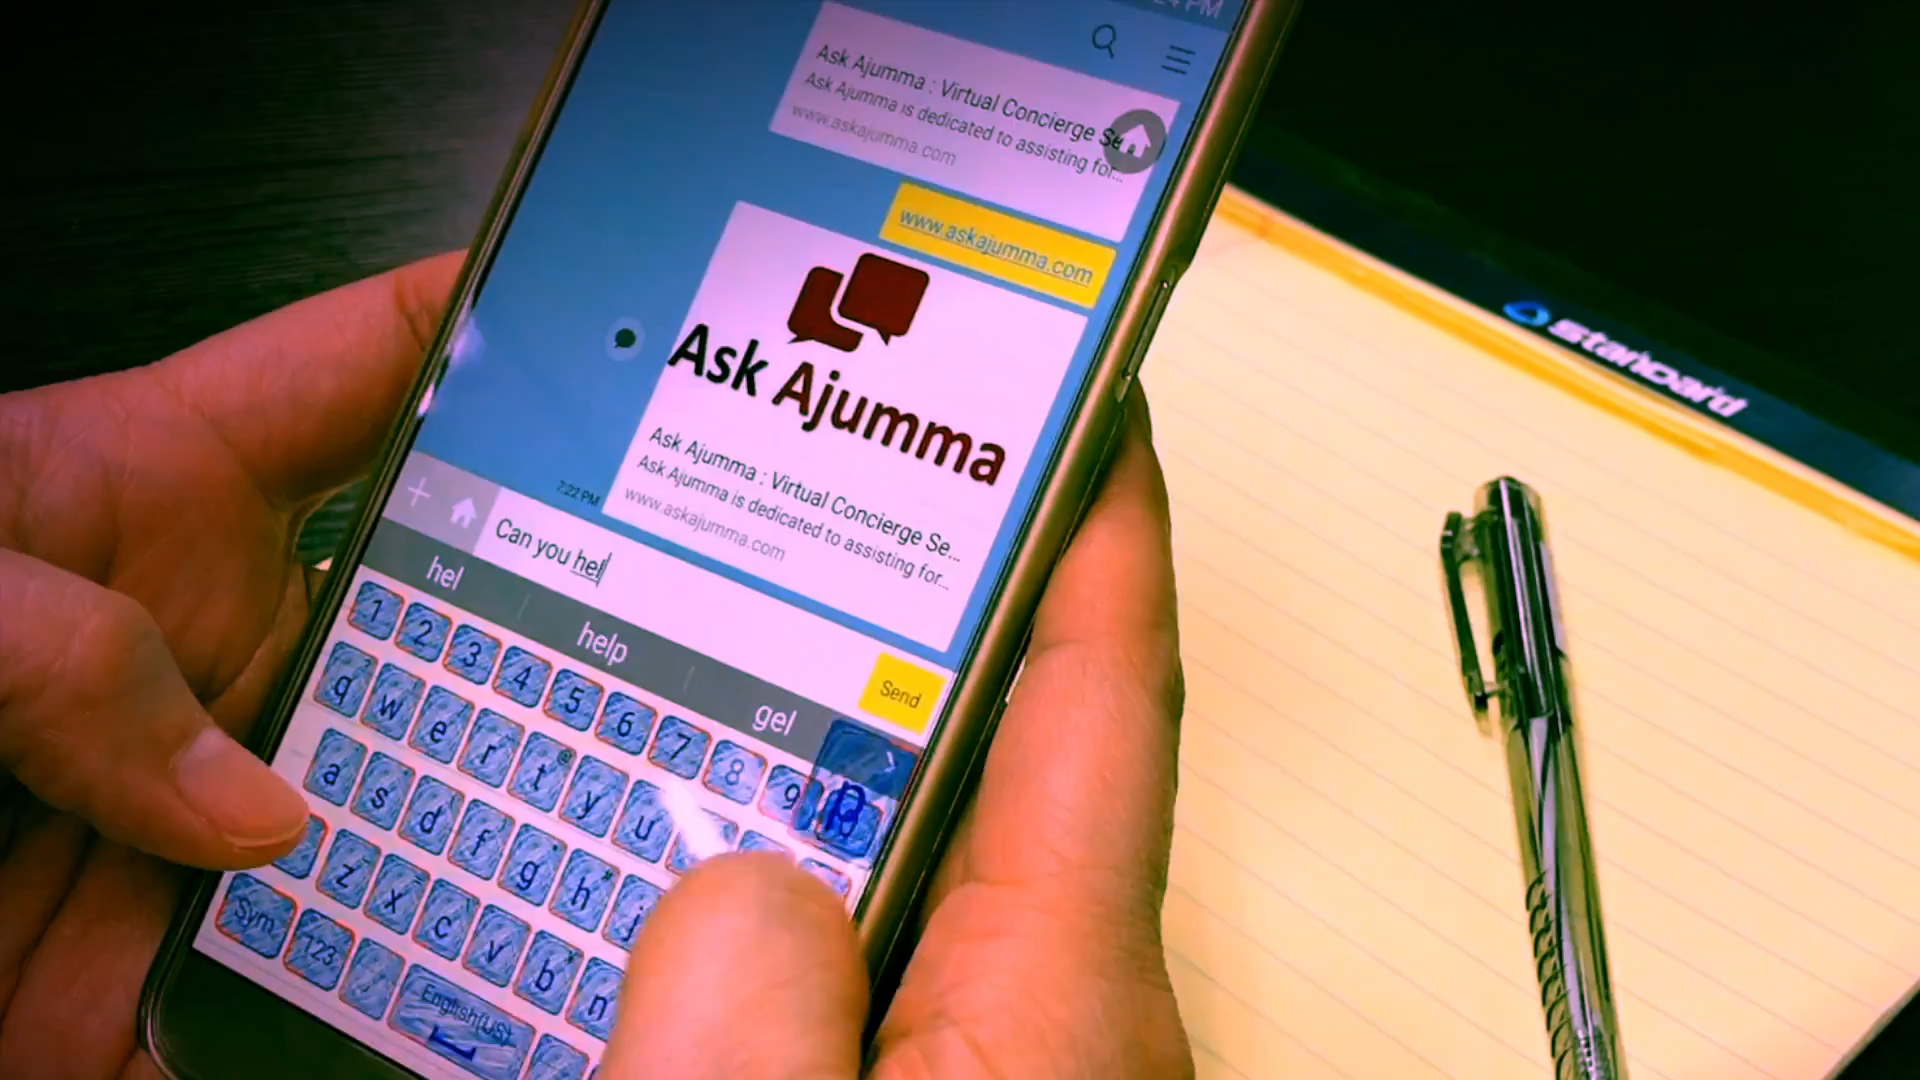 24 PM
Ask Ajumma : Virtual Concierge Se...
Ask Ajumma is dedicated to assisting for...
www.askajumma.com
www.askajumma.com
Ask Ajumma
Ask Ajumma : Virtual Concierge Se...
Ask Ajumma is dedicated to assisting for...
www.askajumma.com
7:22 PM
Can you hel
Send
hel help gel
1 2 3 4 5 6 7 8 9
q w e r t y u
a s d f g h j
z x c v b n
Sym 123 English(US)
standard